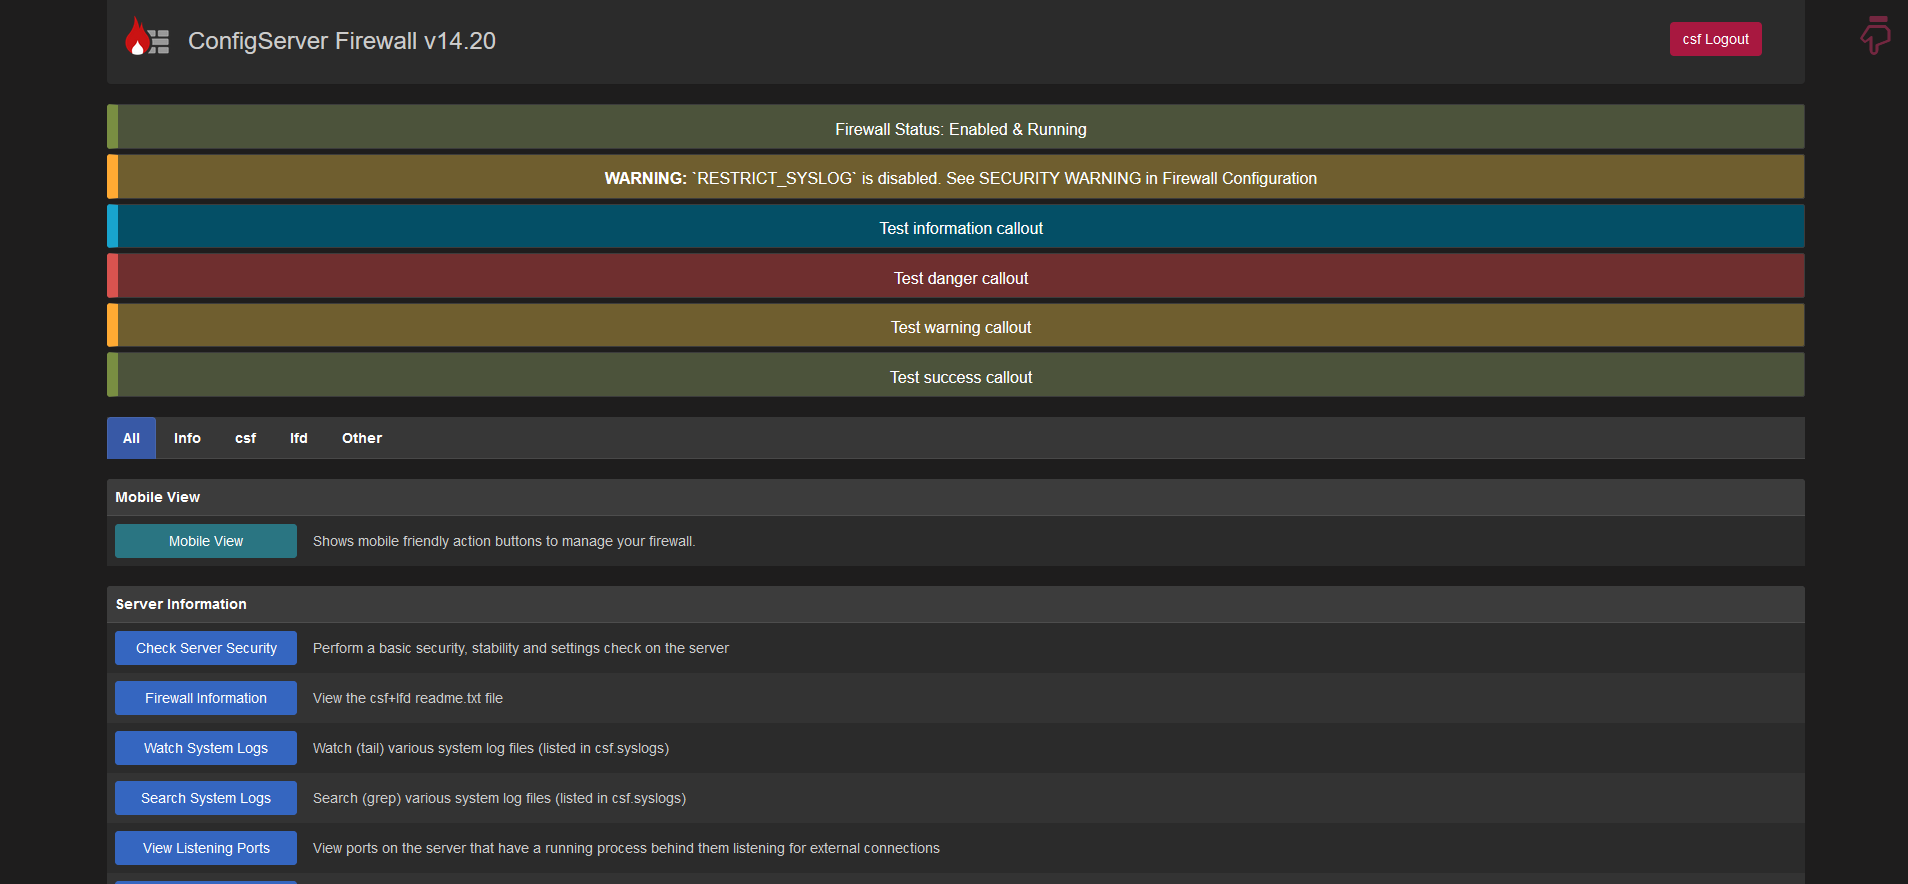 ConfigServer Firewall v14.20
csf Logout
Firewall Status: Enabled & Running
WARNING: `RESTRICT_SYSLOG` is disabled. See SECURITY WARNING in Firewall Configuration
Test information callout
Test danger callout
Test warning callout
Test success callout
All Info csf lfd Other
Mobile View
Mobile View Shows mobile friendly action buttons to manage your firewall.
Server Information
Check Server Security Perform a basic security, stability and settings check on the server
Firewall Information View the csf+lfd readme.txt file
Watch System Logs Watch (tail) various system log files (listed in csf.syslogs)
Search System Logs Search (grep) various system log files (listed in csf.syslogs)
View Listening Ports View ports on the server that have a running process behind them listening for external connections